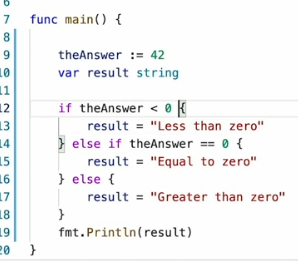 6
7 func main() {
8
9     theAnswer := 42
10     var result string
11
12     if theAnswer < 0 {
13         result = "Less than zero"
14     } else if theAnswer == 0 {
15         result = "Equal to zero"
16     } else {
17         result = "Greater than zero"
18     }
19     fmt.Println(result)
20 }